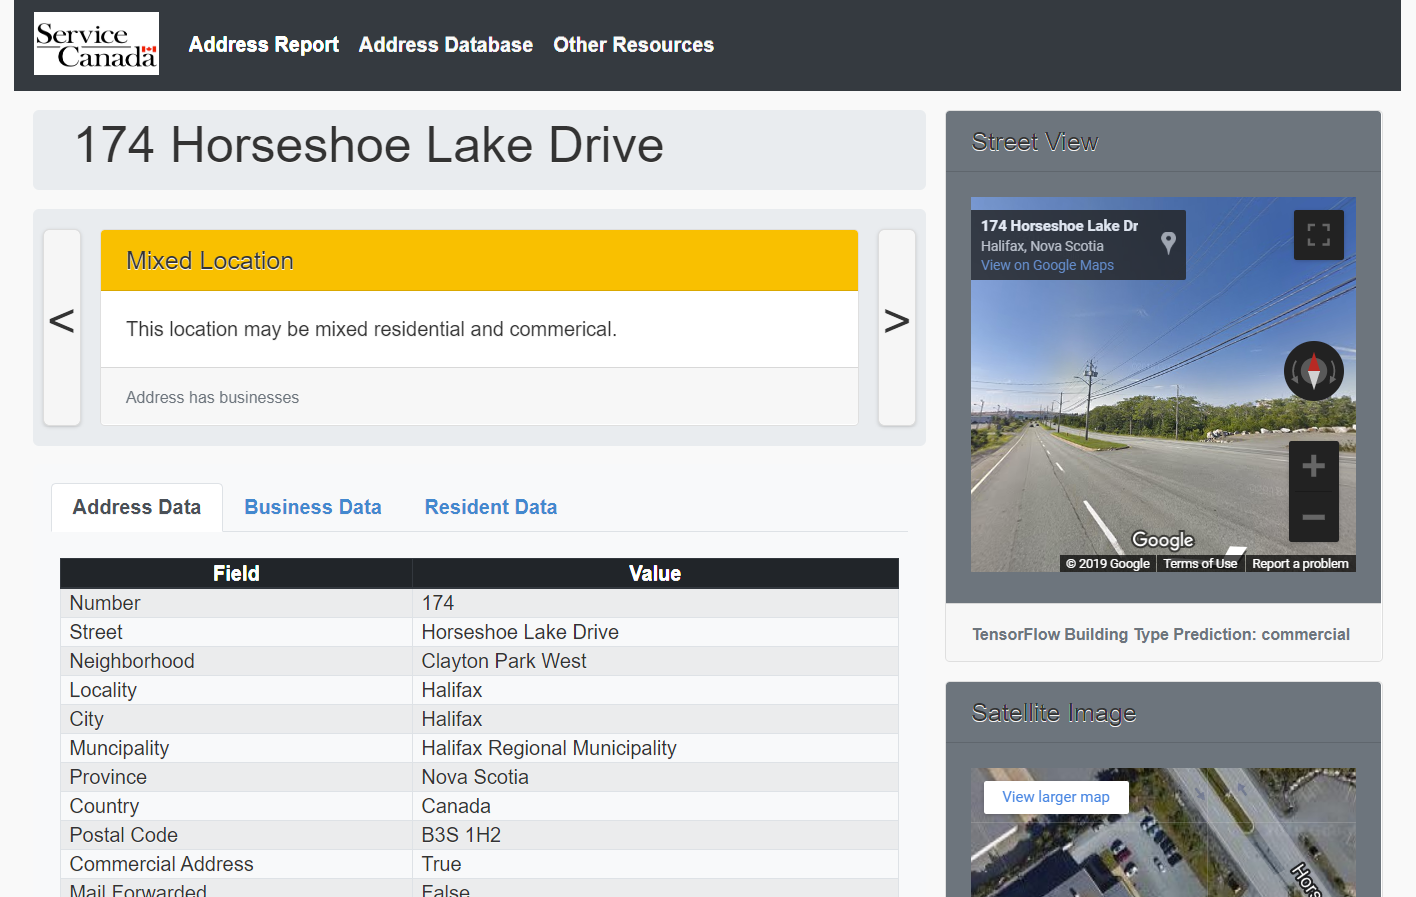 Service
Canada
Address Report Address Database Other Resources
174 Horseshoe Lake Drive
<
Mixed Location
This location may be mixed residential and commerical.
Address has businesses
>
Address Data Business Data Resident Data
Field Value
Number 174
Street Horseshoe Lake Drive
Neighborhood Clayton Park West
Locality Halifax
City Halifax
Muncipality Halifax Regional Municipality
Province Nova Scotia
Country Canada
Postal Code B3S 1H2
Commercial Address True
Mail Forwarded False
Street View
174 Horseshoe Lake Dr
Halifax, Nova Scotia
View on Google Maps
Google
© 2019 Google Terms of Use Report a problem
TensorFlow Building Type Prediction: commercial
Satellite Image
View larger map
Hors